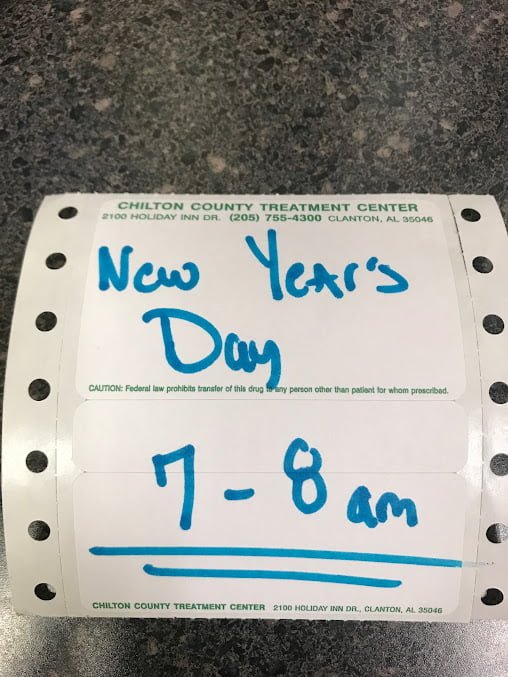 CHILTON COUNTY TREATMENT CENTER
2100 HOLIDAY INN DR. (205) 755-4300 CLANTON, AL 35046
New Year's
Day
CAUTION: Federal law prohibits transfer of this drug to any person other than patient for whom prescribed.
7 - 8 am
CHILTON COUNTY TREATMENT CENTER 2100 HOLIDAY INN DR., CLANTON, AL 35046